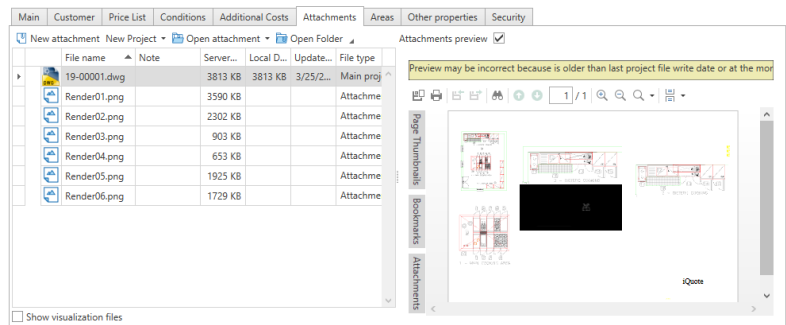 Main Customer Price List Conditions Additional Costs Attachments Areas Other properties Security
New attachment New Project Open attachment Open Folder Attachments preview
File name Note Server... Local D... Update... File type
Preview may be incorrect because is older than last project file write date or at the mor
19-00001.dwg 3813 KB 3813 KB 3/25/2... Main proj
Render01.png 3590 KB Attachme
1 / 1
Render02.png 2302 KB Attachme
Render03.png 903 KB Attachme
Render04.png 653 KB Attachme
Render05.png 1925 KB Attachme
Render06.png 1729 KB Attachme
Page Thumbnails
Bookmarks
Attachments
iQuote
Show visualization files